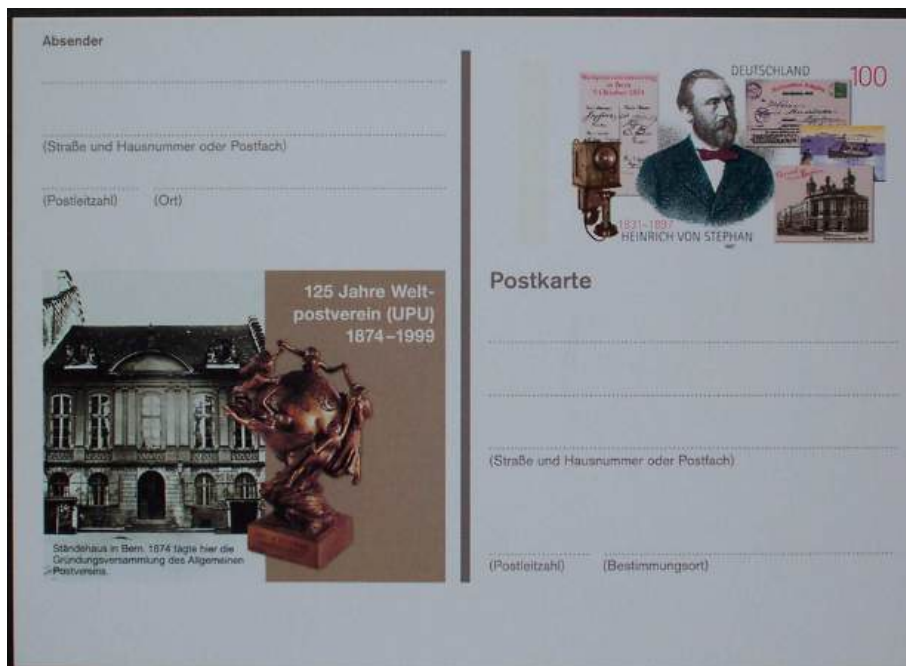 Absender
(Straße und Hausnummer oder Postfach)
(Postleitzahl) (Ort)
DEUTSCHLAND 100
1831–1897
HEINRICH VON STEPHAN
125 Jahre Welt-
postverein (UPU)
1874–1999
Ständehaus in Bern. 1874 tagte hier die
Gründungsversammlung des Allgemeinen
Postvereins.
Postkarte
(Straße und Hausnummer oder Postfach)
(Postleitzahl) (Bestimmungsort)